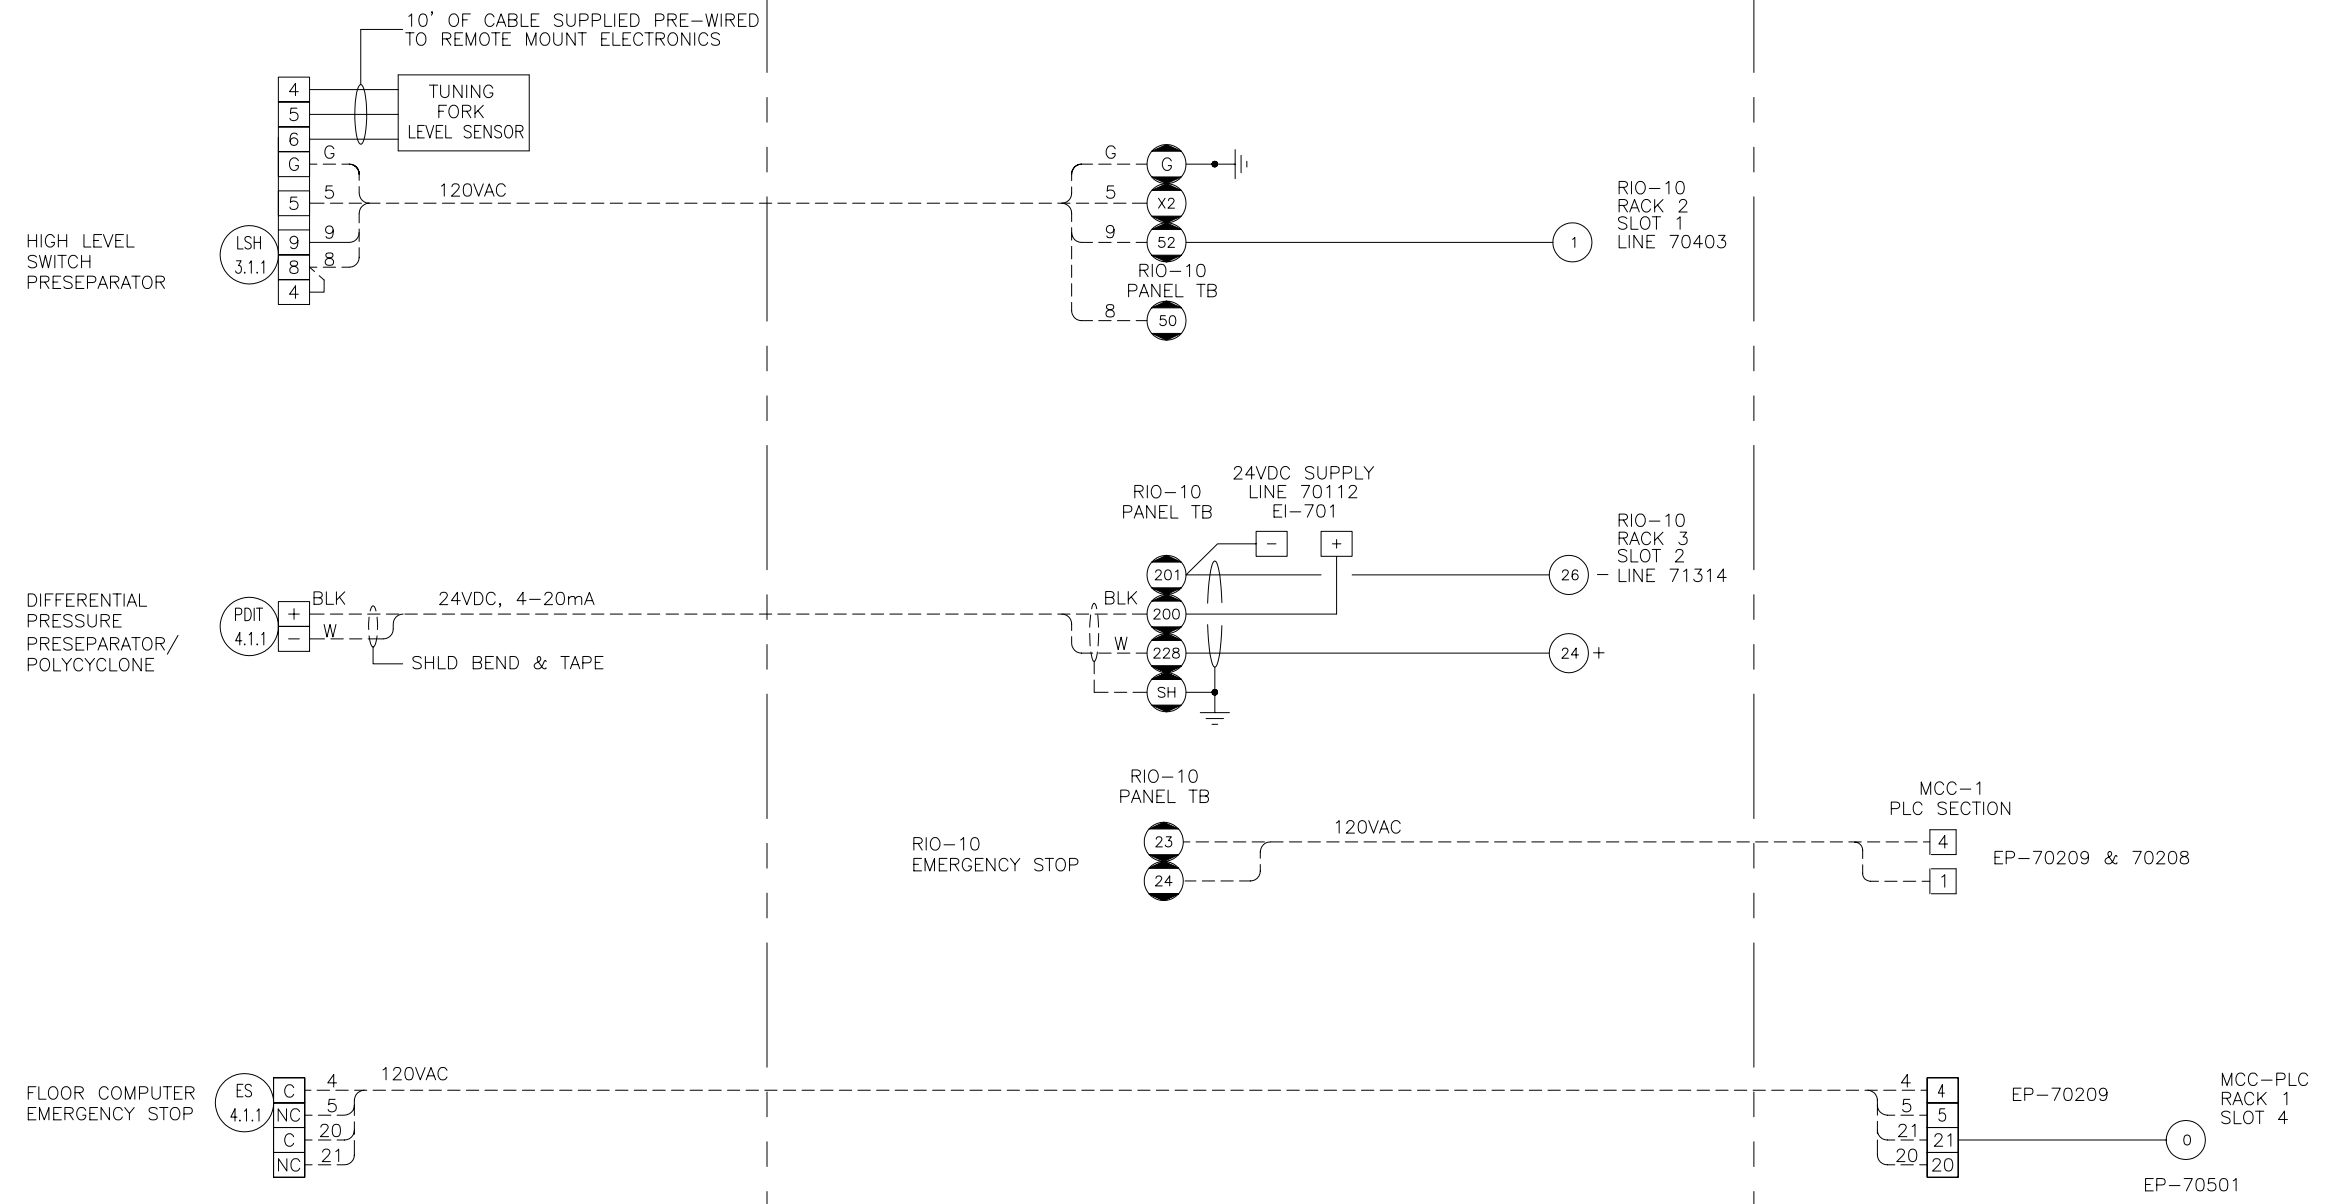 10' OF CABLE SUPPLIED PRE-WIRED
TO REMOTE MOUNT ELECTRONICS
4
5
6
G
5
9
8
4
TUNING
FORK
LEVEL SENSOR
G
5
9
8
120VAC
HIGH LEVEL
SWITCH
PRESEPARATOR
LSH
3.1.1
G
5
9
8
G
X2
52
RIO-10
PANEL TB
50
1
RIO-10
RACK 2
SLOT 1
LINE 70403
DIFFERENTIAL
PRESSURE
PRESEPARATOR/
POLYCYCLONE
PDIT
4.1.1
+
-
BLK
W
24VDC, 4-20mA
SHLD BEND & TAPE
BLK
W
RIO-10
PANEL TB
24VDC SUPPLY
LINE 70112
EI-701
-
+
201
200
228
SH
26
-
24
+
RIO-10
RACK 3
SLOT 2
LINE 71314
RIO-10
EMERGENCY STOP
RIO-10
PANEL TB
23
24
120VAC
MCC-1
PLC SECTION
4
1
EP-70209 & 70208
FLOOR COMPUTER
EMERGENCY STOP
ES
4.1.1
C
NC
C
NC
4
5
20
21
120VAC
4
5
21
20
4
5
21
20
EP-70209
0
MCC-PLC
RACK 1
SLOT 4
EP-70501